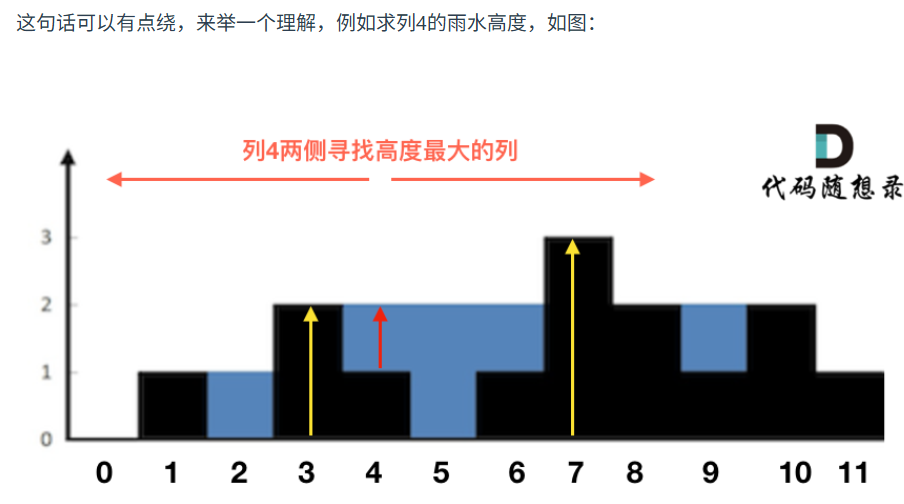 这句话可以有点绕，来举一个理解，例如求列4的雨水高度，如图：
列4两侧寻找高度最大的列
代码随想录
3
2
1
0
0 1 2 3 4 5 6 7 8 9 10 11